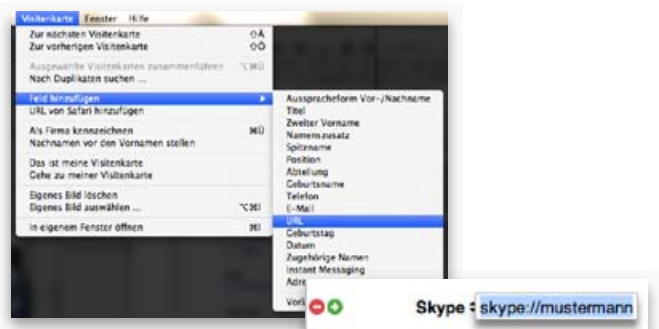 Visitenkarte Fenster Hilfe
Zur nächsten Visitenkarte ⇧Ä
Zur vorherigen Visitenkarte ⇧Ö
Ausgewählte Visitenkarten zusammenführen ⌥⌘Ü
Nach Duplikaten suchen ...
Feld hinzufügen
URL von Safari hinzufügen
Als Firma kennzeichnen ⌘Ü
Nachnamen vor den Vornamen stellen
Das ist meine Visitenkarte
Gehe zu meiner Visitenkarte
Eigenes Bild löschen
Eigenes Bild auswählen ... ⌥⌘I
In eigenem Fenster öffnen ⌘I
Ausspracheform Vor-/Nachname
Titel
Zweiter Vorname
Namenszusatz
Spitzname
Position
Abteilung
Geburtsname
Telefon
E-Mail
URL
Geburtstag
Datum
Zugehörige Namen
Instant Messaging
Skype skype://mustermann